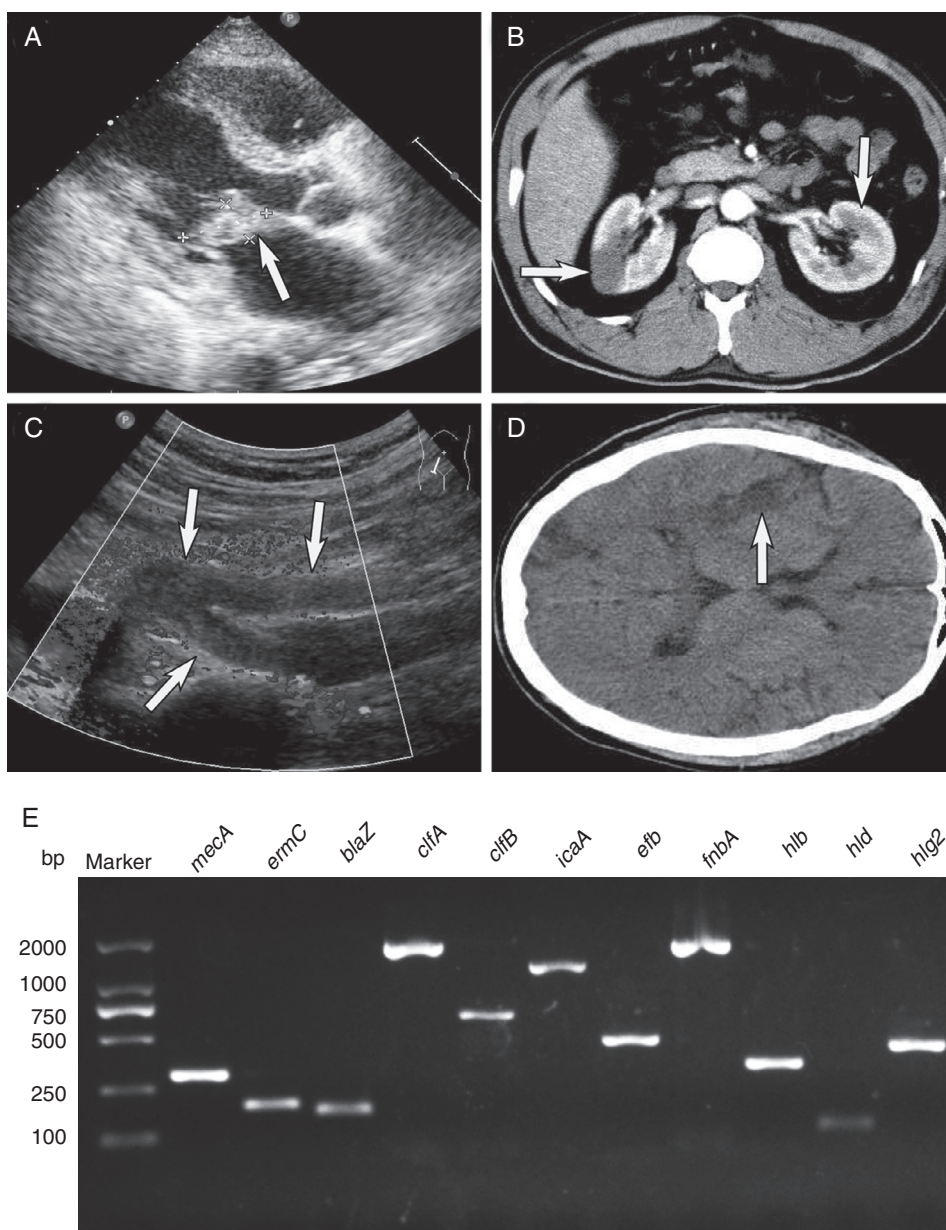 A
P
B
C
P
D
E
bp Marker mecA ermC blaZ clfA clfB icaA efb fnbA hlb hld hlg2
2000
1000
750
500
250
100